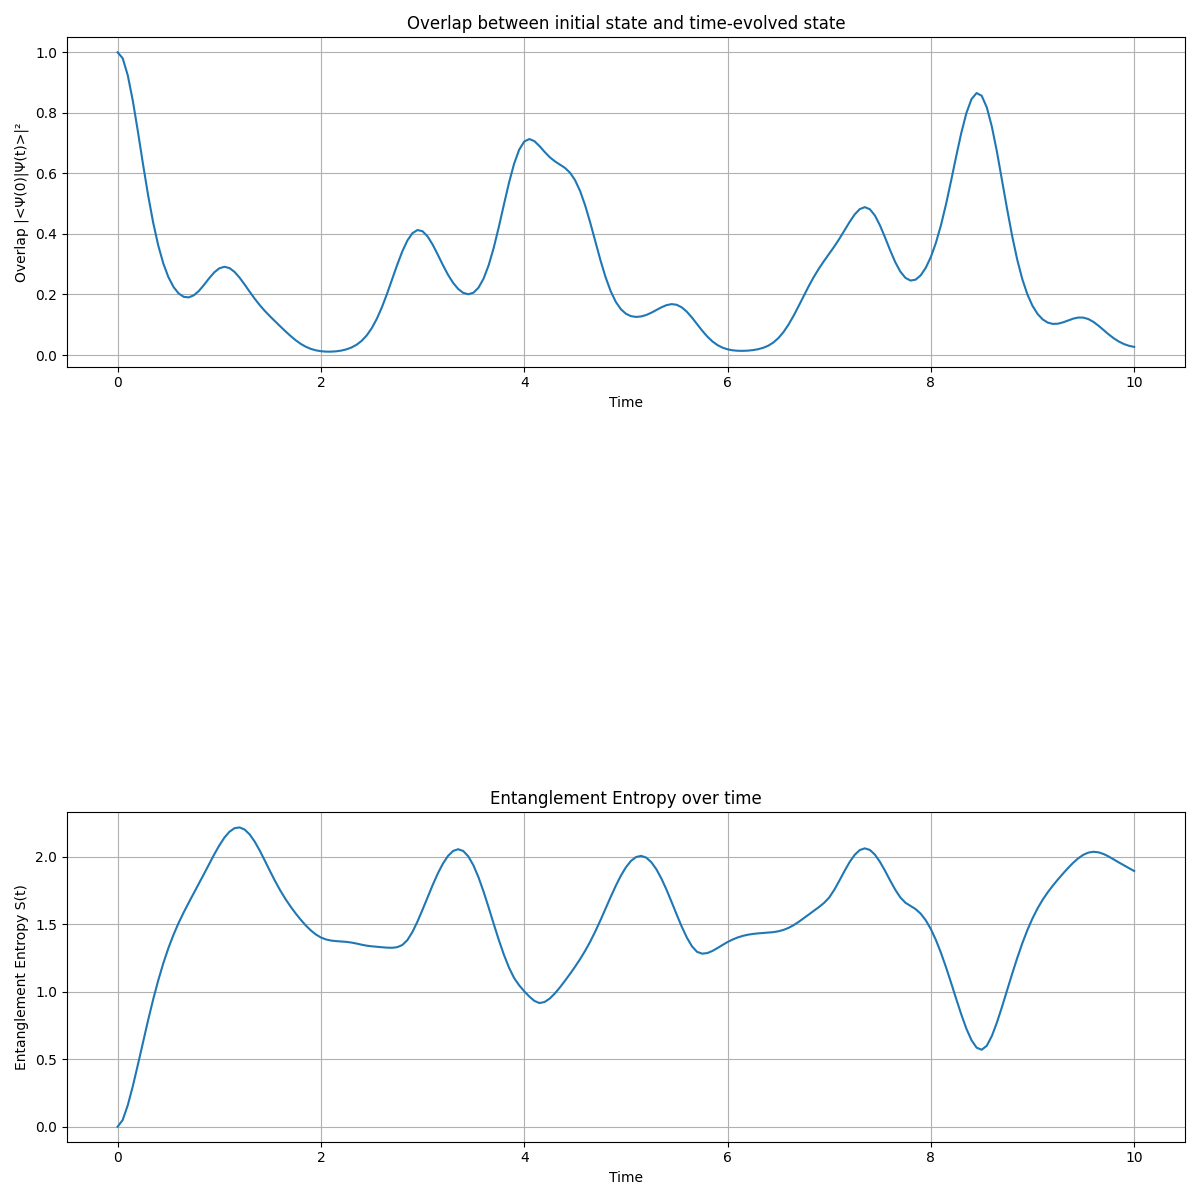 Overlap between initial state and time-evolved state
Overlap |<Ψ(0)|Ψ(t)>|²
1.0
0.8
0.6
0.4
0.2
0.0
0 2 4 6 8 10
Time
Entanglement Entropy over time
Entanglement Entropy S(t)
2.0
1.5
1.0
0.5
0.0
0 2 4 6 8 10
Time